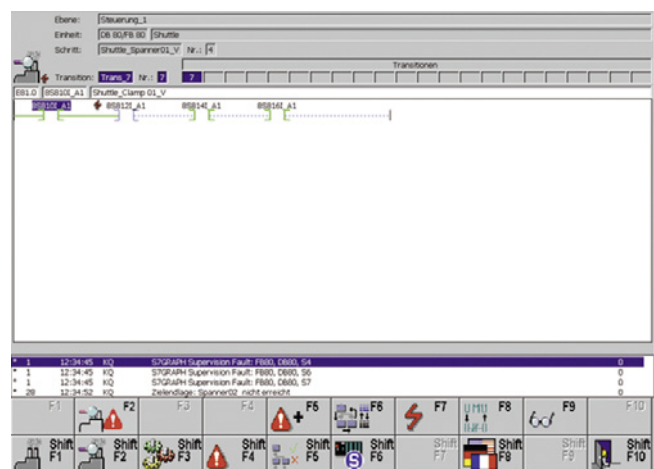 Ebene: Steuerung_1
Einheit: DB 80/FB 80 Shuttle
Schritt: Shuttle_Spanner01_V Nr.: 4
Transitionen
Transition: Trans_7 Nr.: 7 7
E81.0 BSB10I_A1 Shuttle_Clamp 01_V
BSB10I_A1 BSB12I_A1 BSB14I_A1 BSB16I_A1
* 1 12:34:45 KQ S7GRAPH Supervision Fault: FB80, DB80, S4 0
* 1 12:34:45 KQ S7GRAPH Supervision Fault: FB80, DB80, S6 0
* 1 12:34:45 KQ S7GRAPH Supervision Fault: FB80, DB80, S7 0
* 28 12:34:52 KQ Zielendlage: Spanner02 nicht erreicht 0
F1 F2 F3 F4 F5 F6 F7 F8 F9 F10
Shift F1 Shift F2 Shift F3 Shift F4 Shift F5 Shift F6 Shift F7 Shift F8 Shift F9 Shift F10